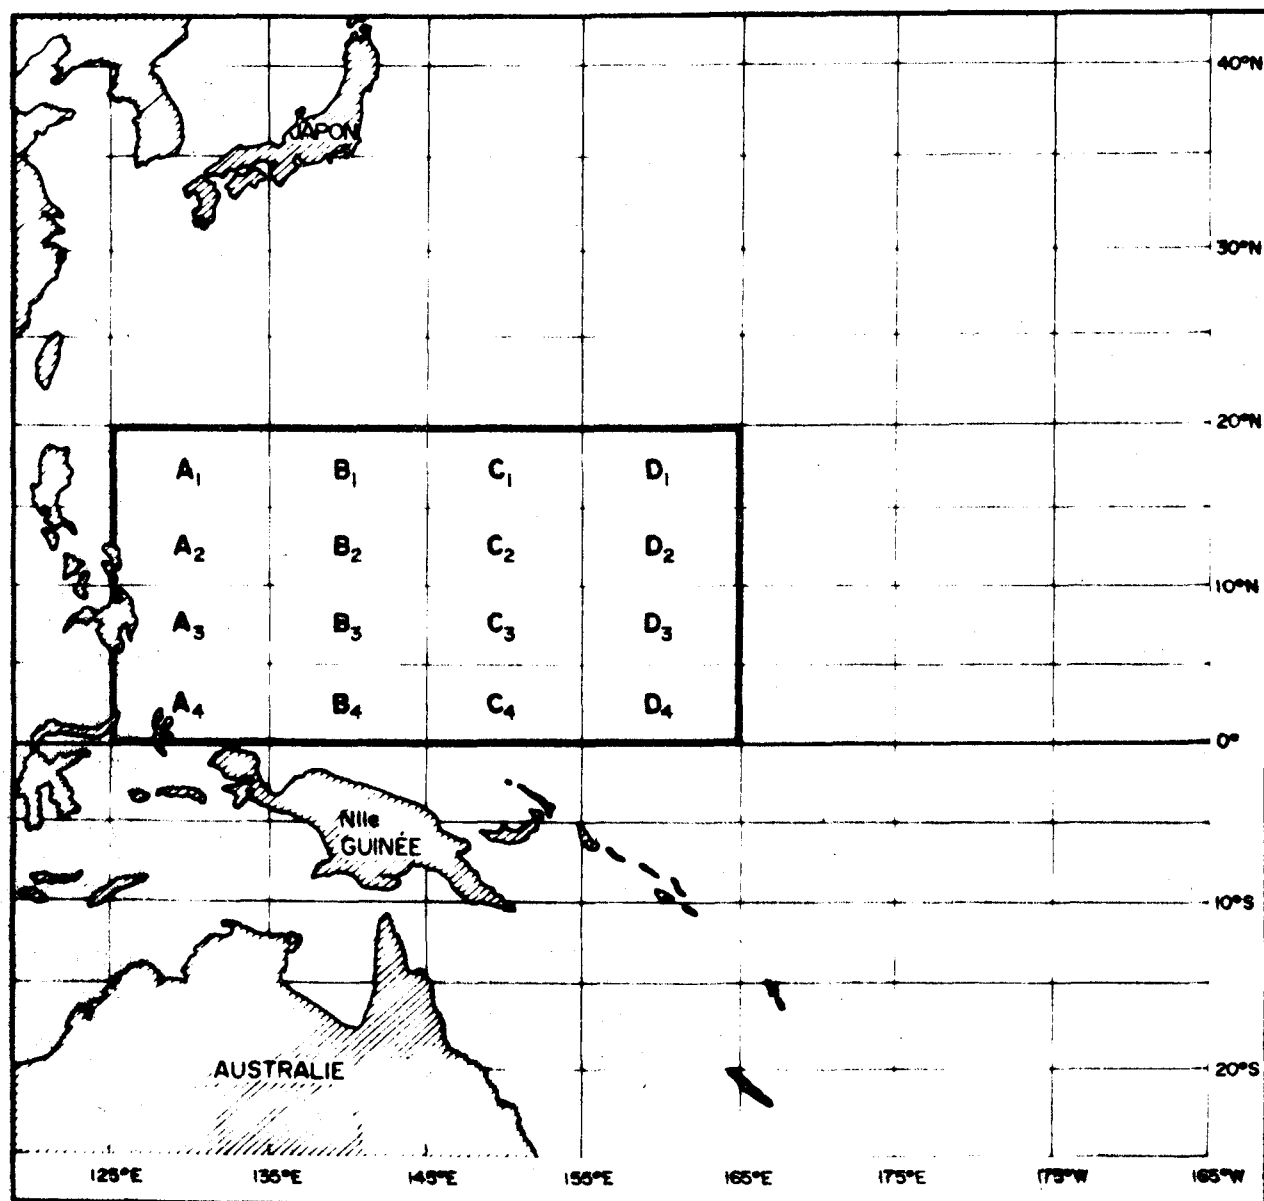 40°N
JAPON
30°N
20°N
A₁ B₁ C₁ D₁
A₂ B₂ C₂ D₂
10°N
A₃ B₃ C₃ D₃
A₄ B₄ C₄ D₄
0°
Nlle
GUINÉE
10°S
AUSTRALIE
20°S
125°E 135°E 145°E 155°E 165°E 175°E 175°W 165°W